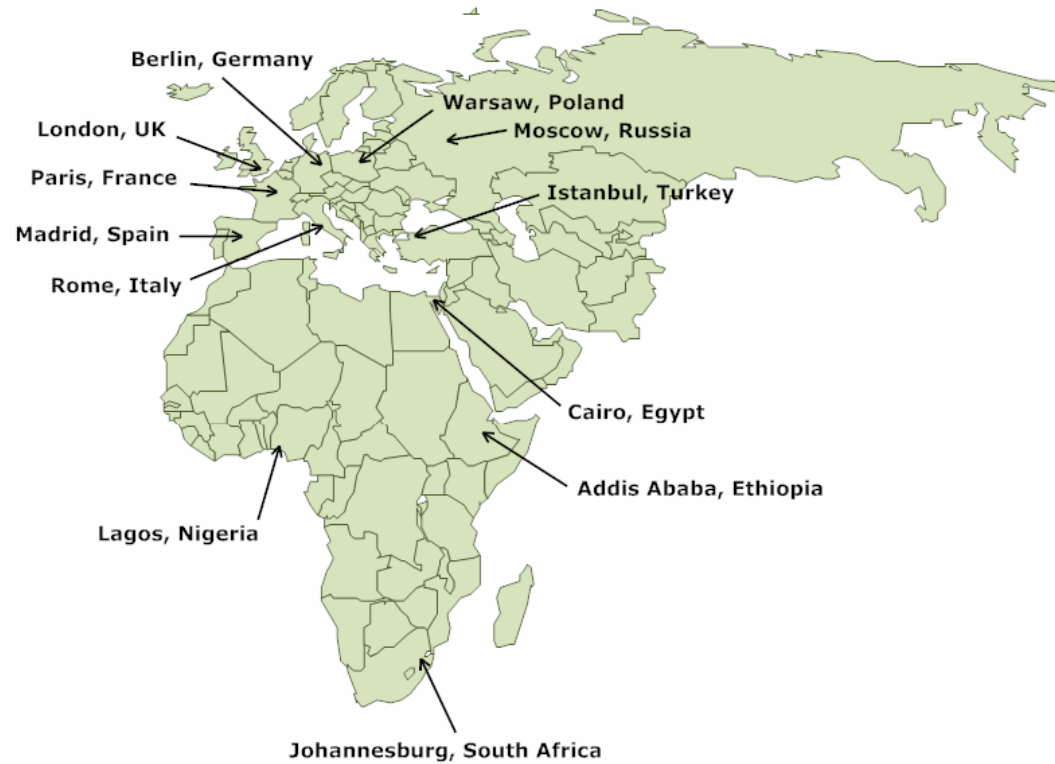 Berlin, Germany
Warsaw, Poland
London, UK
Moscow, Russia
Paris, France
Istanbul, Turkey
Madrid, Spain
Rome, Italy
Cairo, Egypt
Addis Ababa, Ethiopia
Lagos, Nigeria
Johannesburg, South Africa